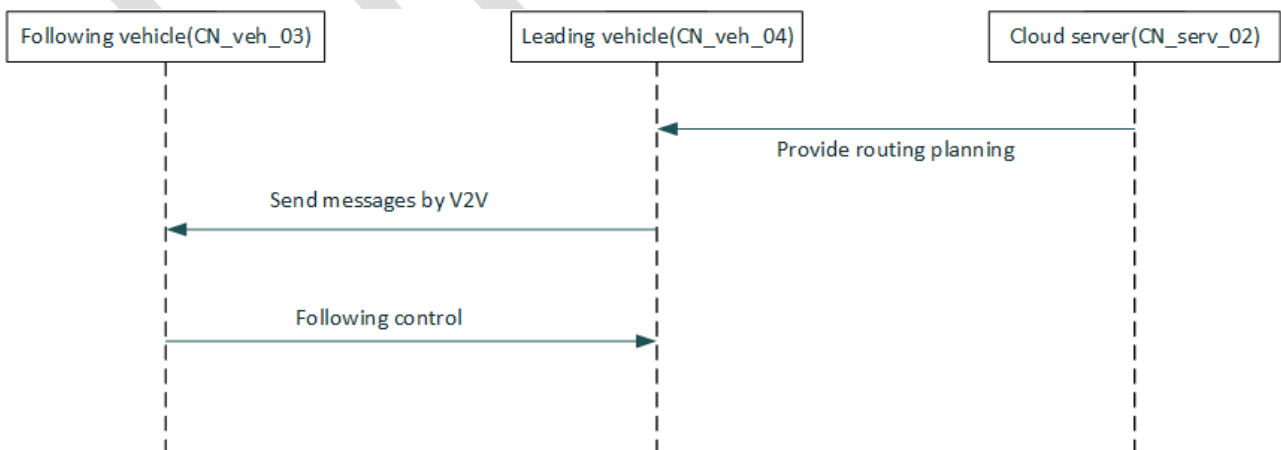 Following vehicle(CN_veh_03)
Leading vehicle(CN_veh_04)
Cloud server(CN_serv_02)
Provide routing planning
Send messages by V2V
Following control